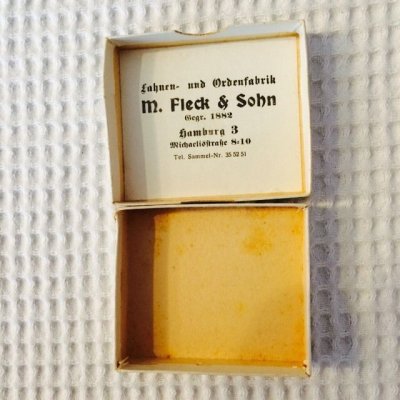 Fahnen- und Ordenfabrik
M. Fleck & Sohn
Gegr. 1882
Hamburg 3
Michaelisstraße 8-10
Tel. Sammel-Nr. 35 52 51